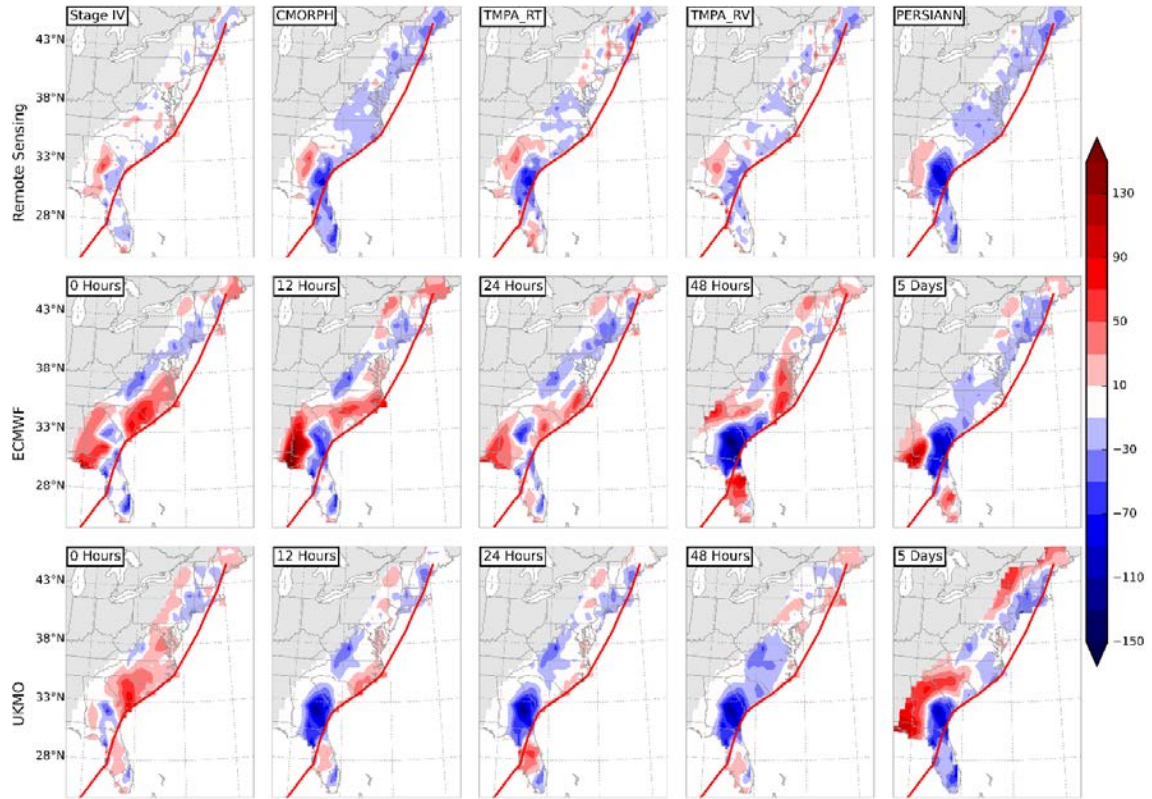 Stage IV CMORPH TMPA_RT TMPA_RV PERSIANN
43°N
38°N
33°N
28°N
Remote Sensing
0 Hours 12 Hours 24 Hours 48 Hours 5 Days
43°N
38°N
33°N
28°N
ECMWF
0 Hours 12 Hours 24 Hours 48 Hours 5 Days
43°N
38°N
33°N
28°N
UKMO
130
90
50
10
−30
−70
−110
−150